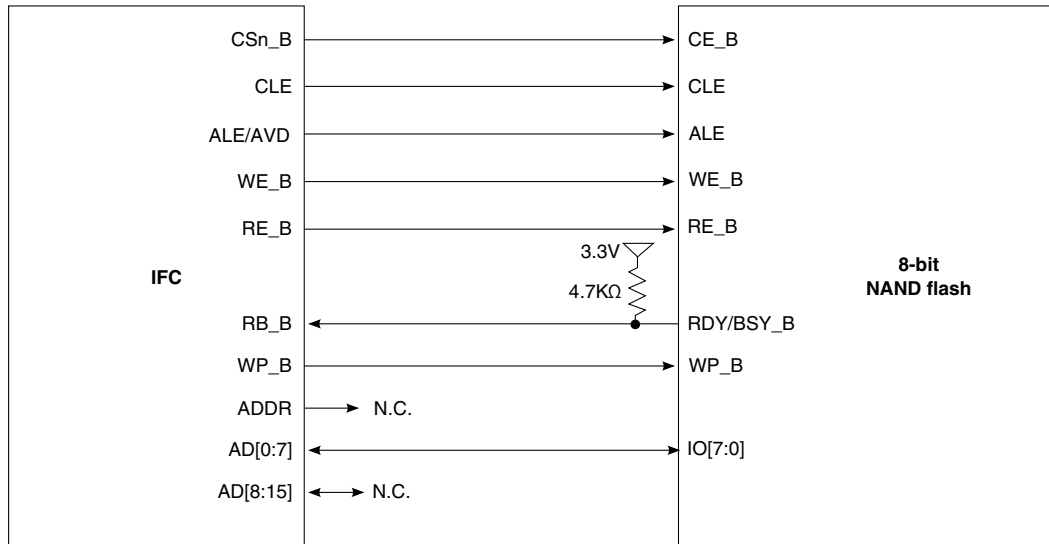 CSn_B CE_B
CLE CLE
ALE/AVD ALE
WE_B WE_B
RE_B RE_B
3.3V
4.7KΩ
IFC
8-bit
NAND flash
RB_B RDY/BSY_B
WP_B WP_B
ADDR N.C.
AD[0:7] IO[7:0]
AD[8:15] N.C.